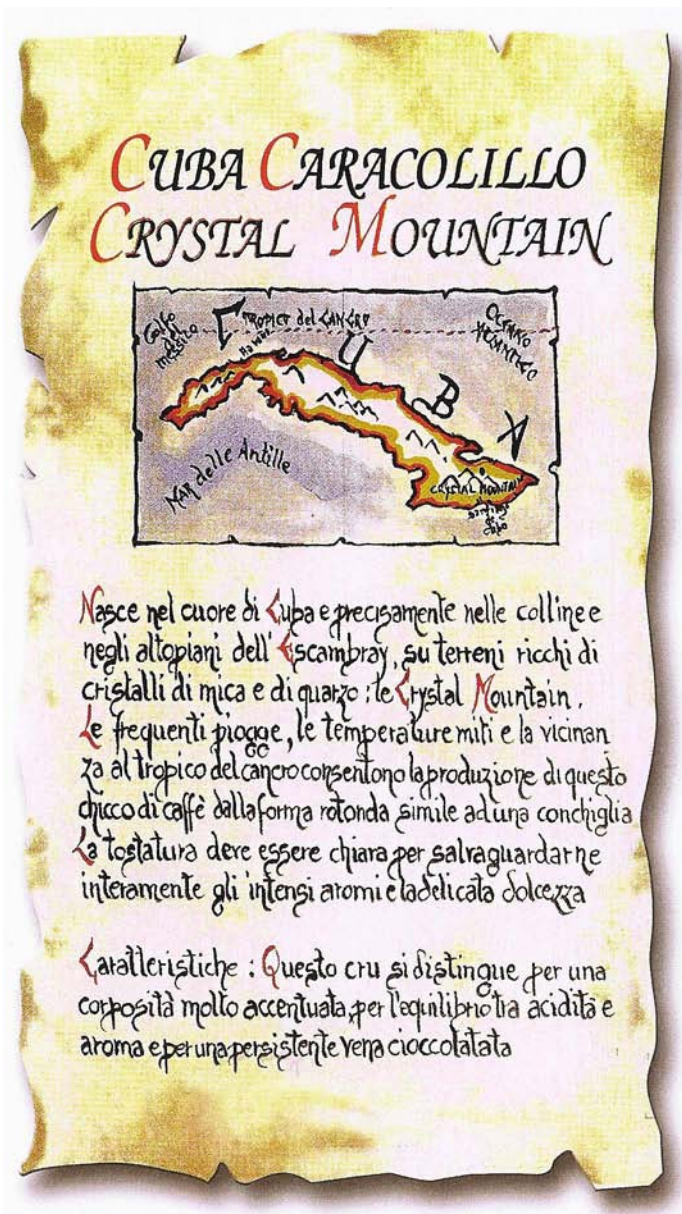 CUBA CARACOLILLO
CRYSTAL MOUNTAIN
Golfo del messico
TROPICO del CANCRO
OCEANO ATLANTICO
CUBA
Mar delle Antille
CRYSTAL MOUNTAIN
santiago de cuba
Nasce nel cuore di Cuba e precisamente nelle colline e
negli altopiani dell'Escambray, su terreni ricchi di
cristalli di mica e di quarzo: le Crystal Mountain.
Le frequenti piogge, le temperature miti e la vicinan
za al tropico del cancro consentono la produzione di questo
chicco di caffè dalla forma rotonda simile ad una conchiglia
La tostatura deve essere chiara per salvaguardarne
interamente gli intensi aromi e la delicata dolcezza
Caratteristiche: Questo cru si distingue per una
corposità molto accentuata, per l'equilibrio tra acidità e
aroma e per una persistente vena cioccolatata